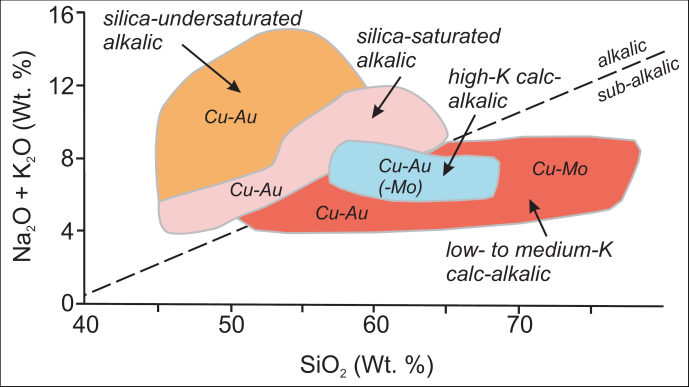 silica-undersaturated
alkalic
silica-saturated
alkalic
high-K calc-
alkalic
alkalic
sub-alkalic
Cu-Au
Cu-Au
Cu-Au
(-Mo)
Cu-Mo
Cu-Au
low- to medium-K
calc-alkalic
16
12
8
4
0
Na₂O + K₂O (Wt. %)
40
50
60
70
SiO₂ (Wt. %)